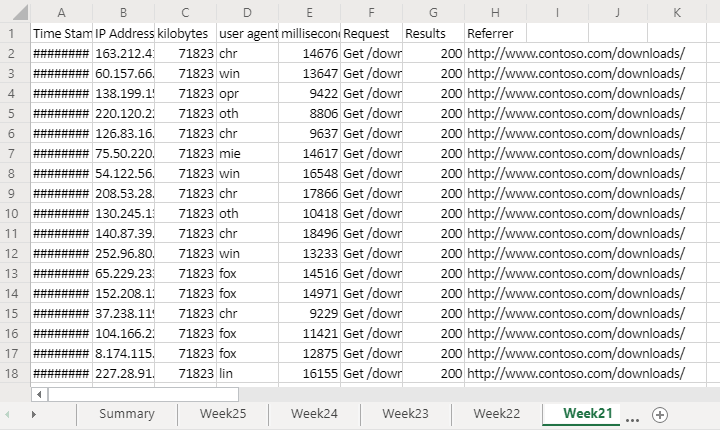 A B C D E F G H I J K
1 Time Stam IP Address kilobytes user agent millisecon Request Results Referrer
2 ######## 163.212.41 71823 chr 14676 Get /down 200 http://www.contoso.com/downloads/
3 ######## 60.157.66. 71823 win 13647 Get /down 200 http://www.contoso.com/downloads/
4 ######## 138.199.15 71823 opr 9422 Get /down 200 http://www.contoso.com/downloads/
5 ######## 220.120.22 71823 oth 8806 Get /down 200 http://www.contoso.com/downloads/
6 ######## 126.83.16. 71823 chr 9637 Get /down 200 http://www.contoso.com/downloads/
7 ######## 75.50.220. 71823 mie 14617 Get /down 200 http://www.contoso.com/downloads/
8 ######## 54.122.56. 71823 win 16548 Get /down 200 http://www.contoso.com/downloads/
9 ######## 208.53.28. 71823 chr 17866 Get /down 200 http://www.contoso.com/downloads/
10 ######## 130.245.13 71823 oth 10418 Get /down 200 http://www.contoso.com/downloads/
11 ######## 140.87.39. 71823 chr 18496 Get /down 200 http://www.contoso.com/downloads/
12 ######## 252.96.80. 71823 win 13233 Get /down 200 http://www.contoso.com/downloads/
13 ######## 65.229.233 71823 fox 14516 Get /down 200 http://www.contoso.com/downloads/
14 ######## 152.208.12 71823 fox 14971 Get /down 200 http://www.contoso.com/downloads/
15 ######## 37.238.119 71823 chr 9229 Get /down 200 http://www.contoso.com/downloads/
16 ######## 104.166.22 71823 fox 11421 Get /down 200 http://www.contoso.com/downloads/
17 ######## 8.174.115. 71823 fox 12875 Get /down 200 http://www.contoso.com/downloads/
18 ######## 227.28.91. 71823 lin 16155 Get /down 200 http://www.contoso.com/downloads/
Summary Week25 Week24 Week23 Week22 Week21 ...